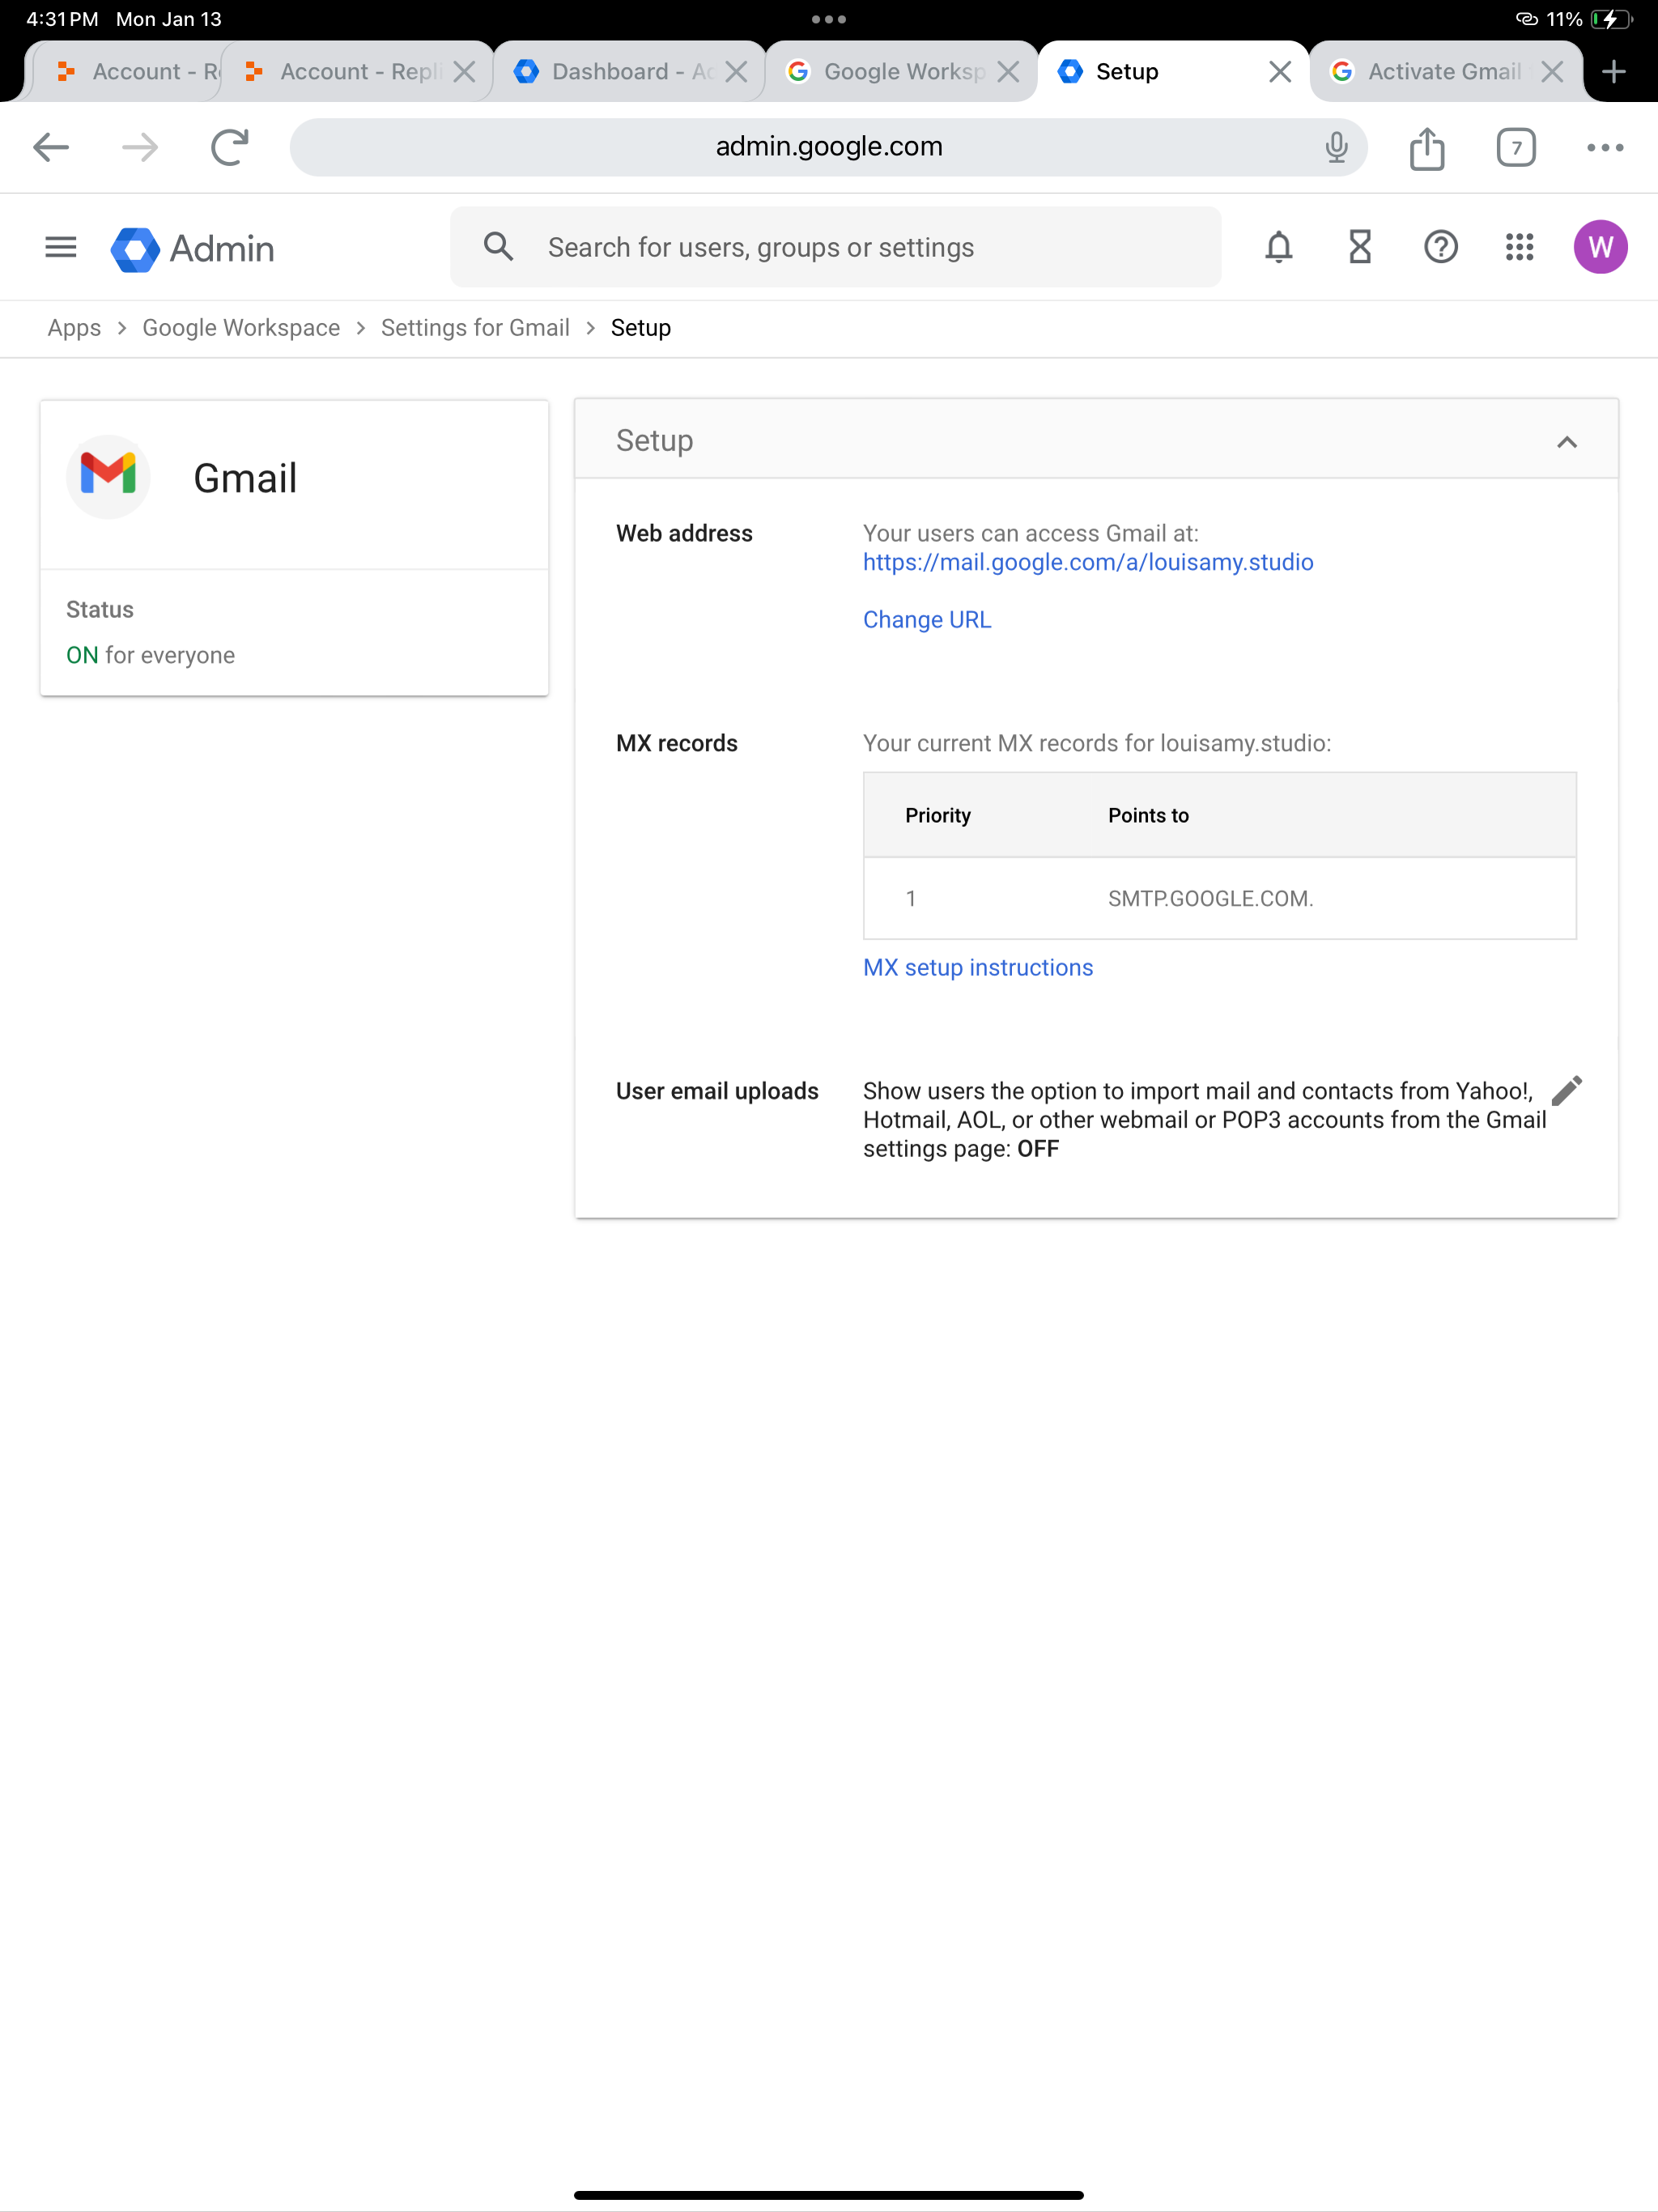 4:31 PM Mon Jan 13
11%
Account - R
Account - Repli
Dashboard - Ac
Google Worksp
Setup
Activate Gmail
admin.google.com
7
Admin
Search for users, groups or settings
W
Apps > Google Workspace > Settings for Gmail > Setup
Gmail
Status
ON for everyone
Setup
Web address
Your users can access Gmail at:
https://mail.google.com/a/louisamy.studio
Change URL
MX records
Your current MX records for louisamy.studio:
Priority Points to
1 SMTP.GOOGLE.COM.
MX setup instructions
User email uploads
Show users the option to import mail and contacts from Yahoo!,
Hotmail, AOL, or other webmail or POP3 accounts from the Gmail
settings page: OFF